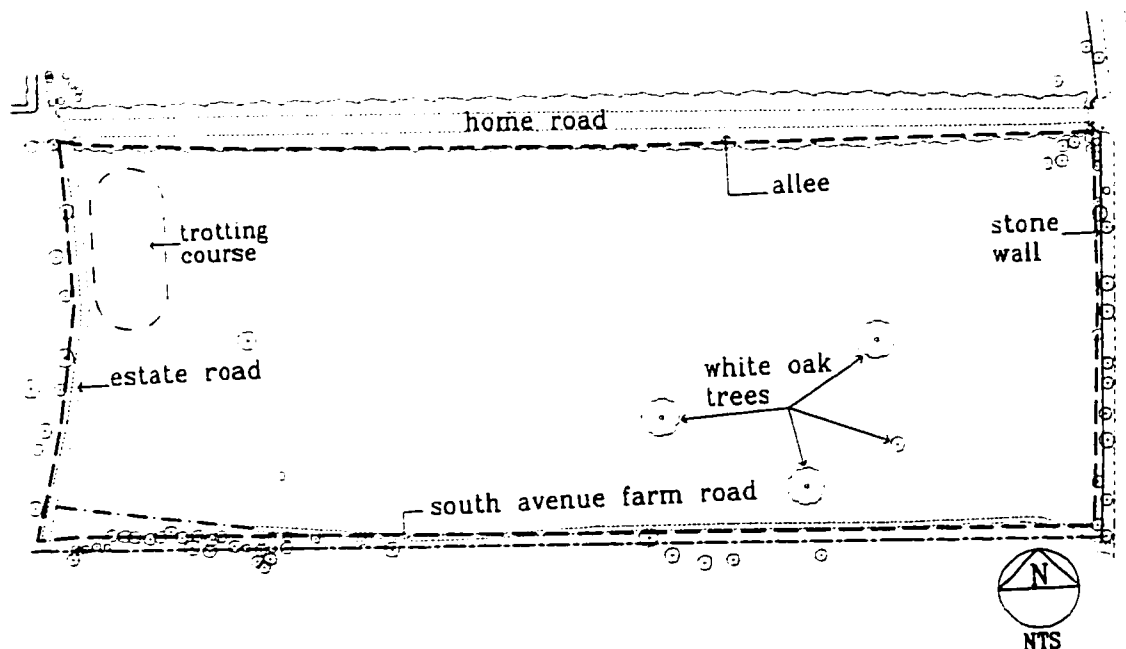 home road
allee
trotting
course
stone
wall
estate road
white oak
trees
south avenue farm road
N
NTS